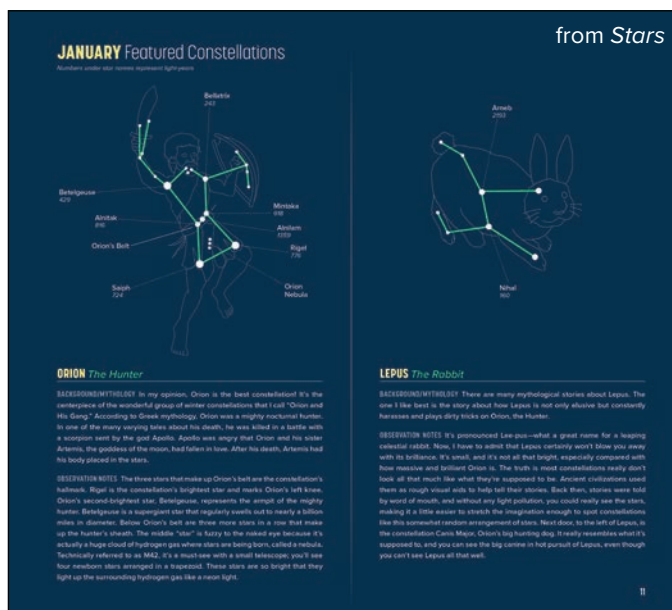 from Stars
JANUARY Featured Constellations
Numbers under star names represent light-years
Bellatrix
243
Betelgeuse
429
Alnitak
816
Orion's Belt
Saiph
724
Mintaka
918
Alnilam
1359
Rigel
776
Orion
Nebula
Arneb
2193
Nihal
160
ORION The Hunter
BACKGROUND/MYTHOLOGY In my opinion, Orion is the best constellation! It's the
centerpiece of the wonderful group of winter constellations that I call "Orion and
His Gang." According to Greek mythology, Orion was a mighty nocturnal hunter.
In one of the many varying tales about his death, he was killed in a battle with
a scorpion sent by the god Apollo. Apollo was angry that Orion and his sister
Artemis, the goddess of the moon, had fallen in love. After his death, Artemis had
his body placed in the stars.
OBSERVATION NOTES The three stars that make up Orion's belt are the constellation's
hallmark. Rigel is the constellation's brightest star and marks Orion's left knee.
Orion's second-brightest star, Betelgeuse, represents the armpit of the mighty
hunter. Betelgeuse is a supergiant star that regularly swells out to nearly a billion
miles in diameter. Below Orion's belt are three more stars in a row that make
up the hunter's sheath. The middle "star" is fuzzy to the naked eye because it's
actually a huge cloud of hydrogen gas where stars are being born, called a nebula.
Technically referred to as M42, it's a must-see with a small telescope; you'll see
four newborn stars arranged in a trapezoid. These stars are so bright that they
light up the surrounding hydrogen gas like a neon light.
LEPUS The Rabbit
BACKGROUND/MYTHOLOGY There are many mythological stories about Lepus. The
one I like best is the story about how Lepus is not only elusive but constantly
harasses and plays dirty tricks on Orion, the Hunter.
OBSERVATION NOTES It's pronounced Lee-pus—what a great name for a leaping
celestial rabbit. Now, I have to admit that Lepus certainly won't blow you away
with its brilliance. It's small, and it's not all that bright, especially compared with
how massive and brilliant Orion is. The truth is most constellations really don't
look all that much like what they're supposed to be. Ancient civilizations used
them as rough visual aids to help tell their stories. Back then, stories were told
by word of mouth, and without any light pollution, you could really see the stars,
making it a little easier to stretch the imagination enough to spot constellations
like this somewhat random arrangement of stars. Next door, to the left of Lepus, is
the constellation Canis Major, Orion's big hunting dog. It really resembles what it's
supposed to, and you can see the big canine in hot pursuit of Lepus, even though
you can't see Lepus all that well.
11